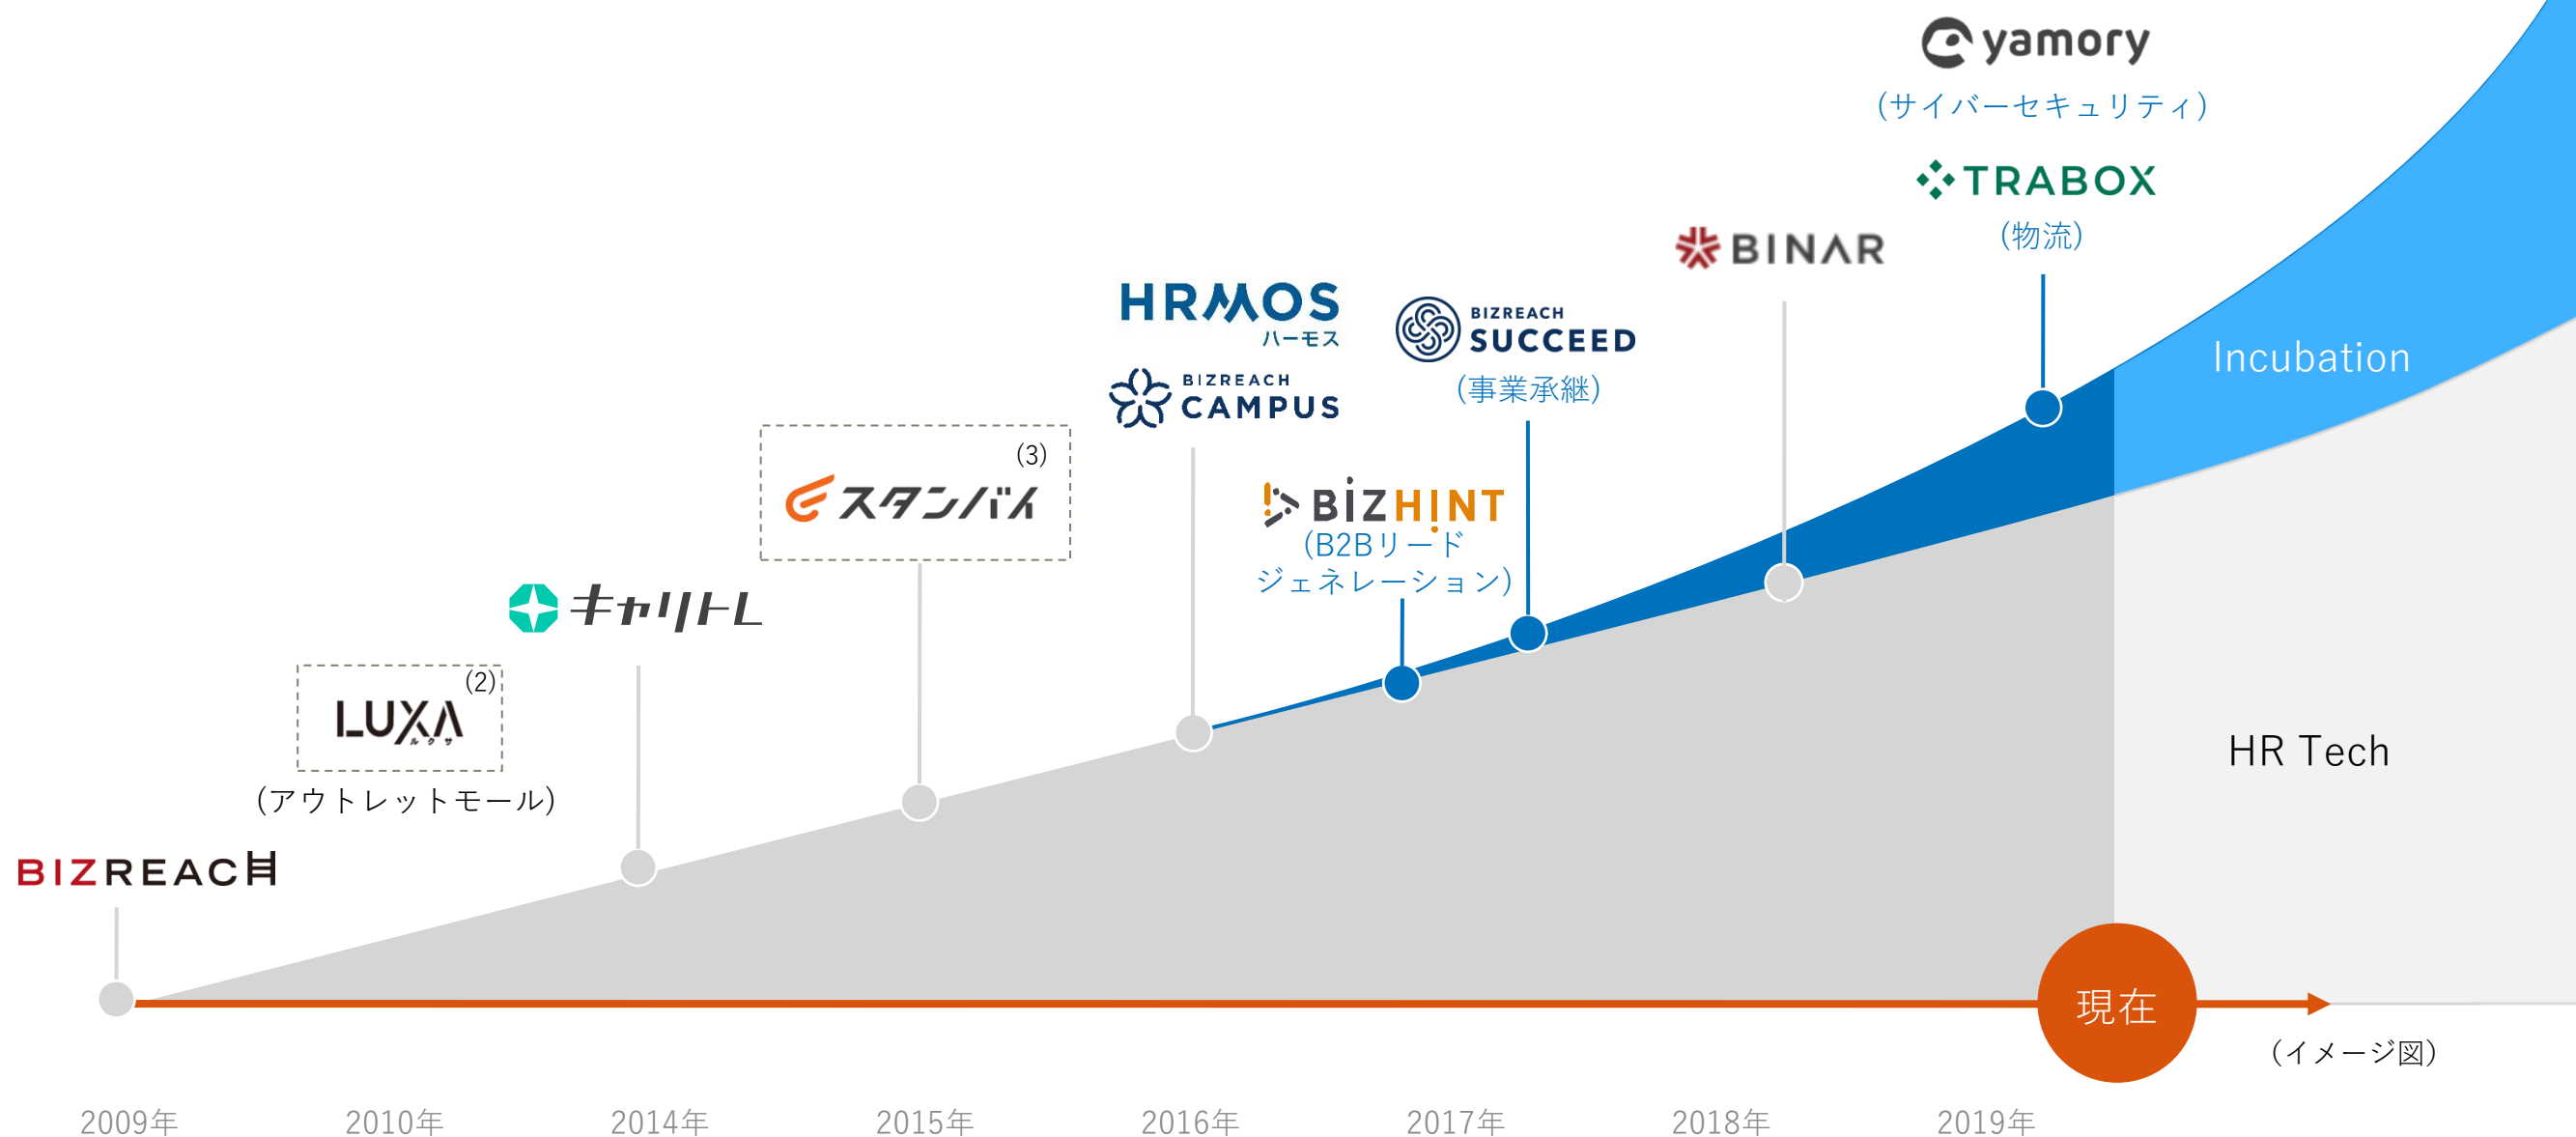 yamory
(サイバーセキュリティ)
TRABOX
(物流)
BINAR
HRMOS
ハーモス
BIZREACH
CAMPUS
BIZREACH
SUCCEED
(事業承継)
(3)
スタンバイ
BIZHINT
(B2Bリード
ジェネレーション)
キャリトレ
(2)
LUXA
ルクサ
(アウトレットモール)
BIZREACH
Incubation
HR Tech
現在
(イメージ図)
2009年
2010年
2014年
2015年
2016年
2017年
2018年
2019年